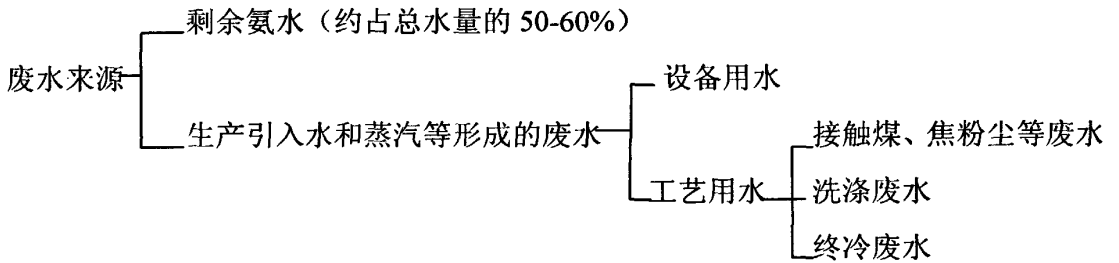 剩余氨水（约占总水量的 50-60%）
废水来源
设备用水
生产引入水和蒸汽等形成的废水
接触煤、焦粉尘等废水
工艺用水
洗涤废水
终冷废水